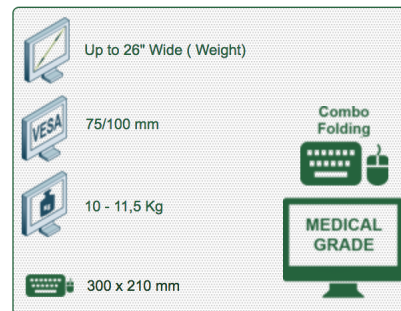 Up to 26" Wide ( Weight)
VESA
75/100 mm
Combo
Folding
KG
10 - 11,5 Kg
MEDICAL
GRADE
300 x 210 mm